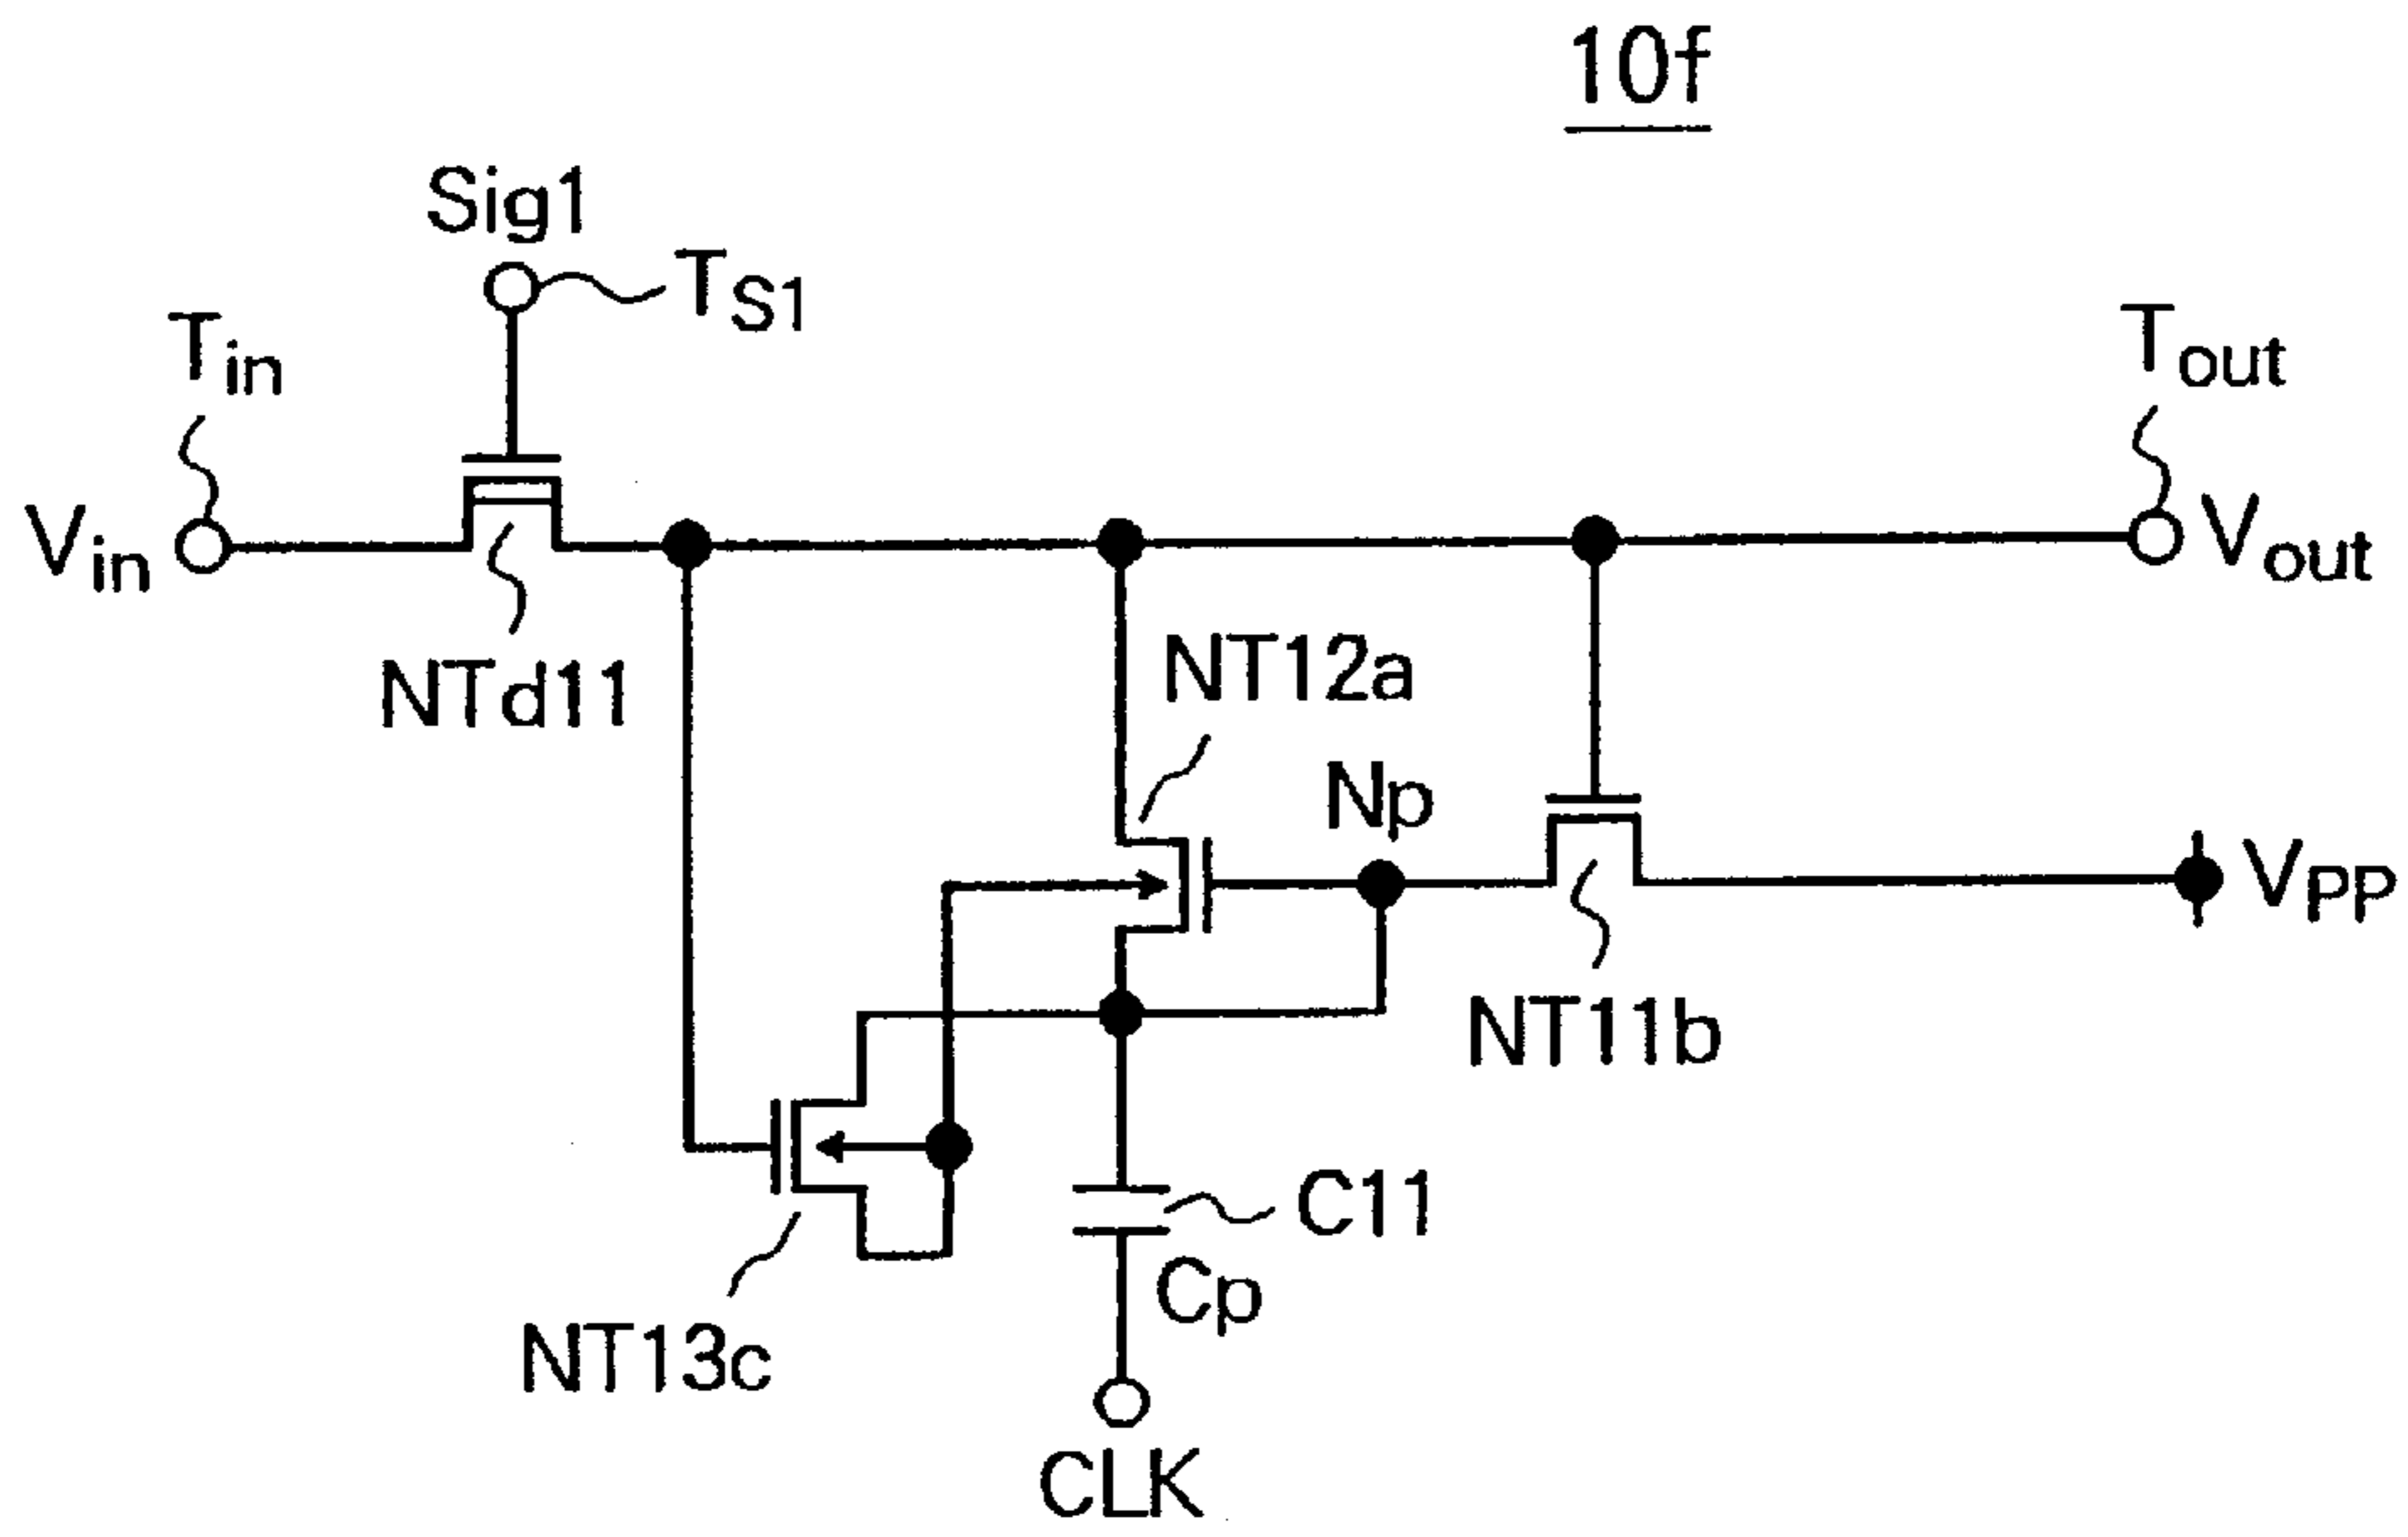 10f
Sig1
TS1
Tin
Tout
Vin
Vout
NTd11
NT12a
Np
VPP
NT11b
C11
Cp
NT13c
CLK